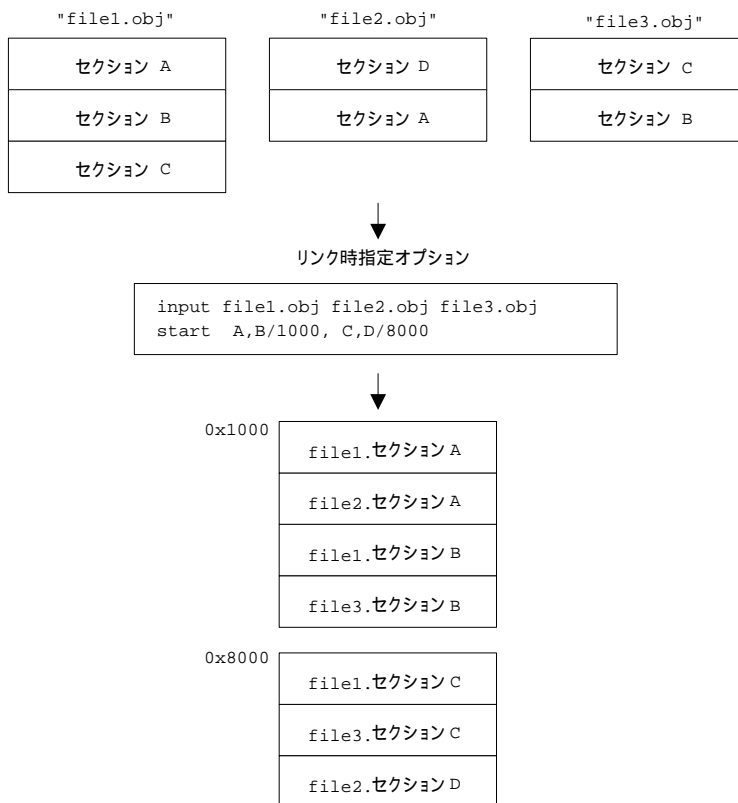 "file1.obj"
セクション A
セクション B
セクション C
"file2.obj"
セクション D
セクション A
"file3.obj"
セクション C
セクション B
リンク時指定オプション
input file1.obj file2.obj file3.obj
start  A,B/1000, C,D/8000
0x1000
file1.セクション A
file2.セクション A
file1.セクション B
file3.セクション B
0x8000
file1.セクション C
file3.セクション C
file2.セクション D